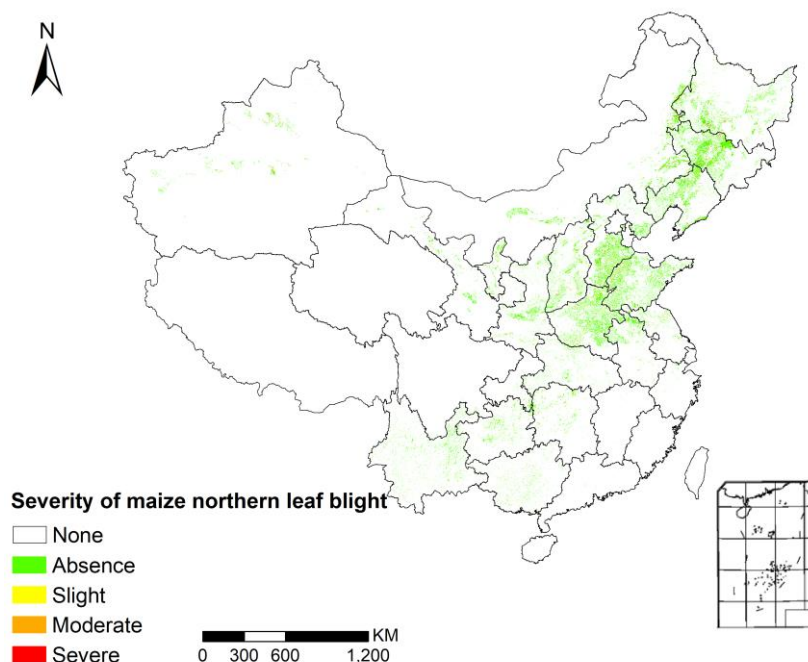 N
Severity of maize northern leaf blight
None
Absence
Slight
Moderate
Severe
KM
0 300 600 1.200